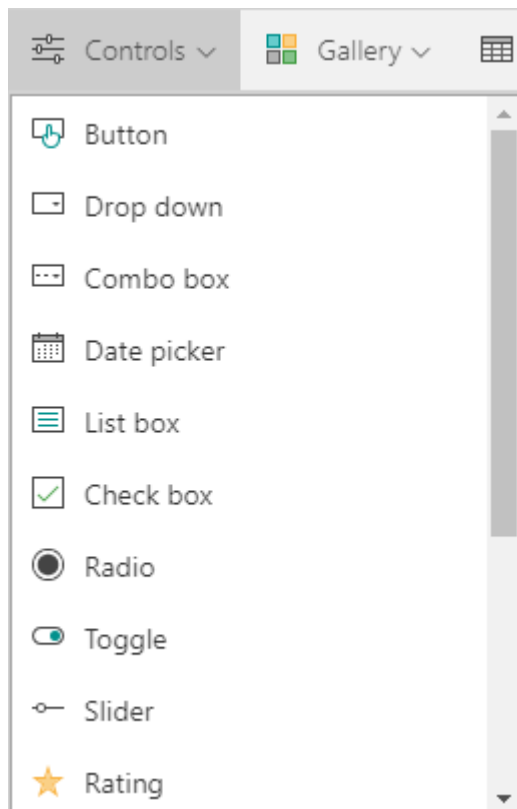 Controls Gallery
Button
Drop down
Combo box
Date picker
List box
Check box
Radio
Toggle
Slider
Rating